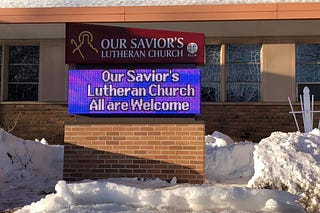 OUR SAVIOR'S
LUTHERAN CHURCH
Our Savior's
Lutheran Church
All are Welcome